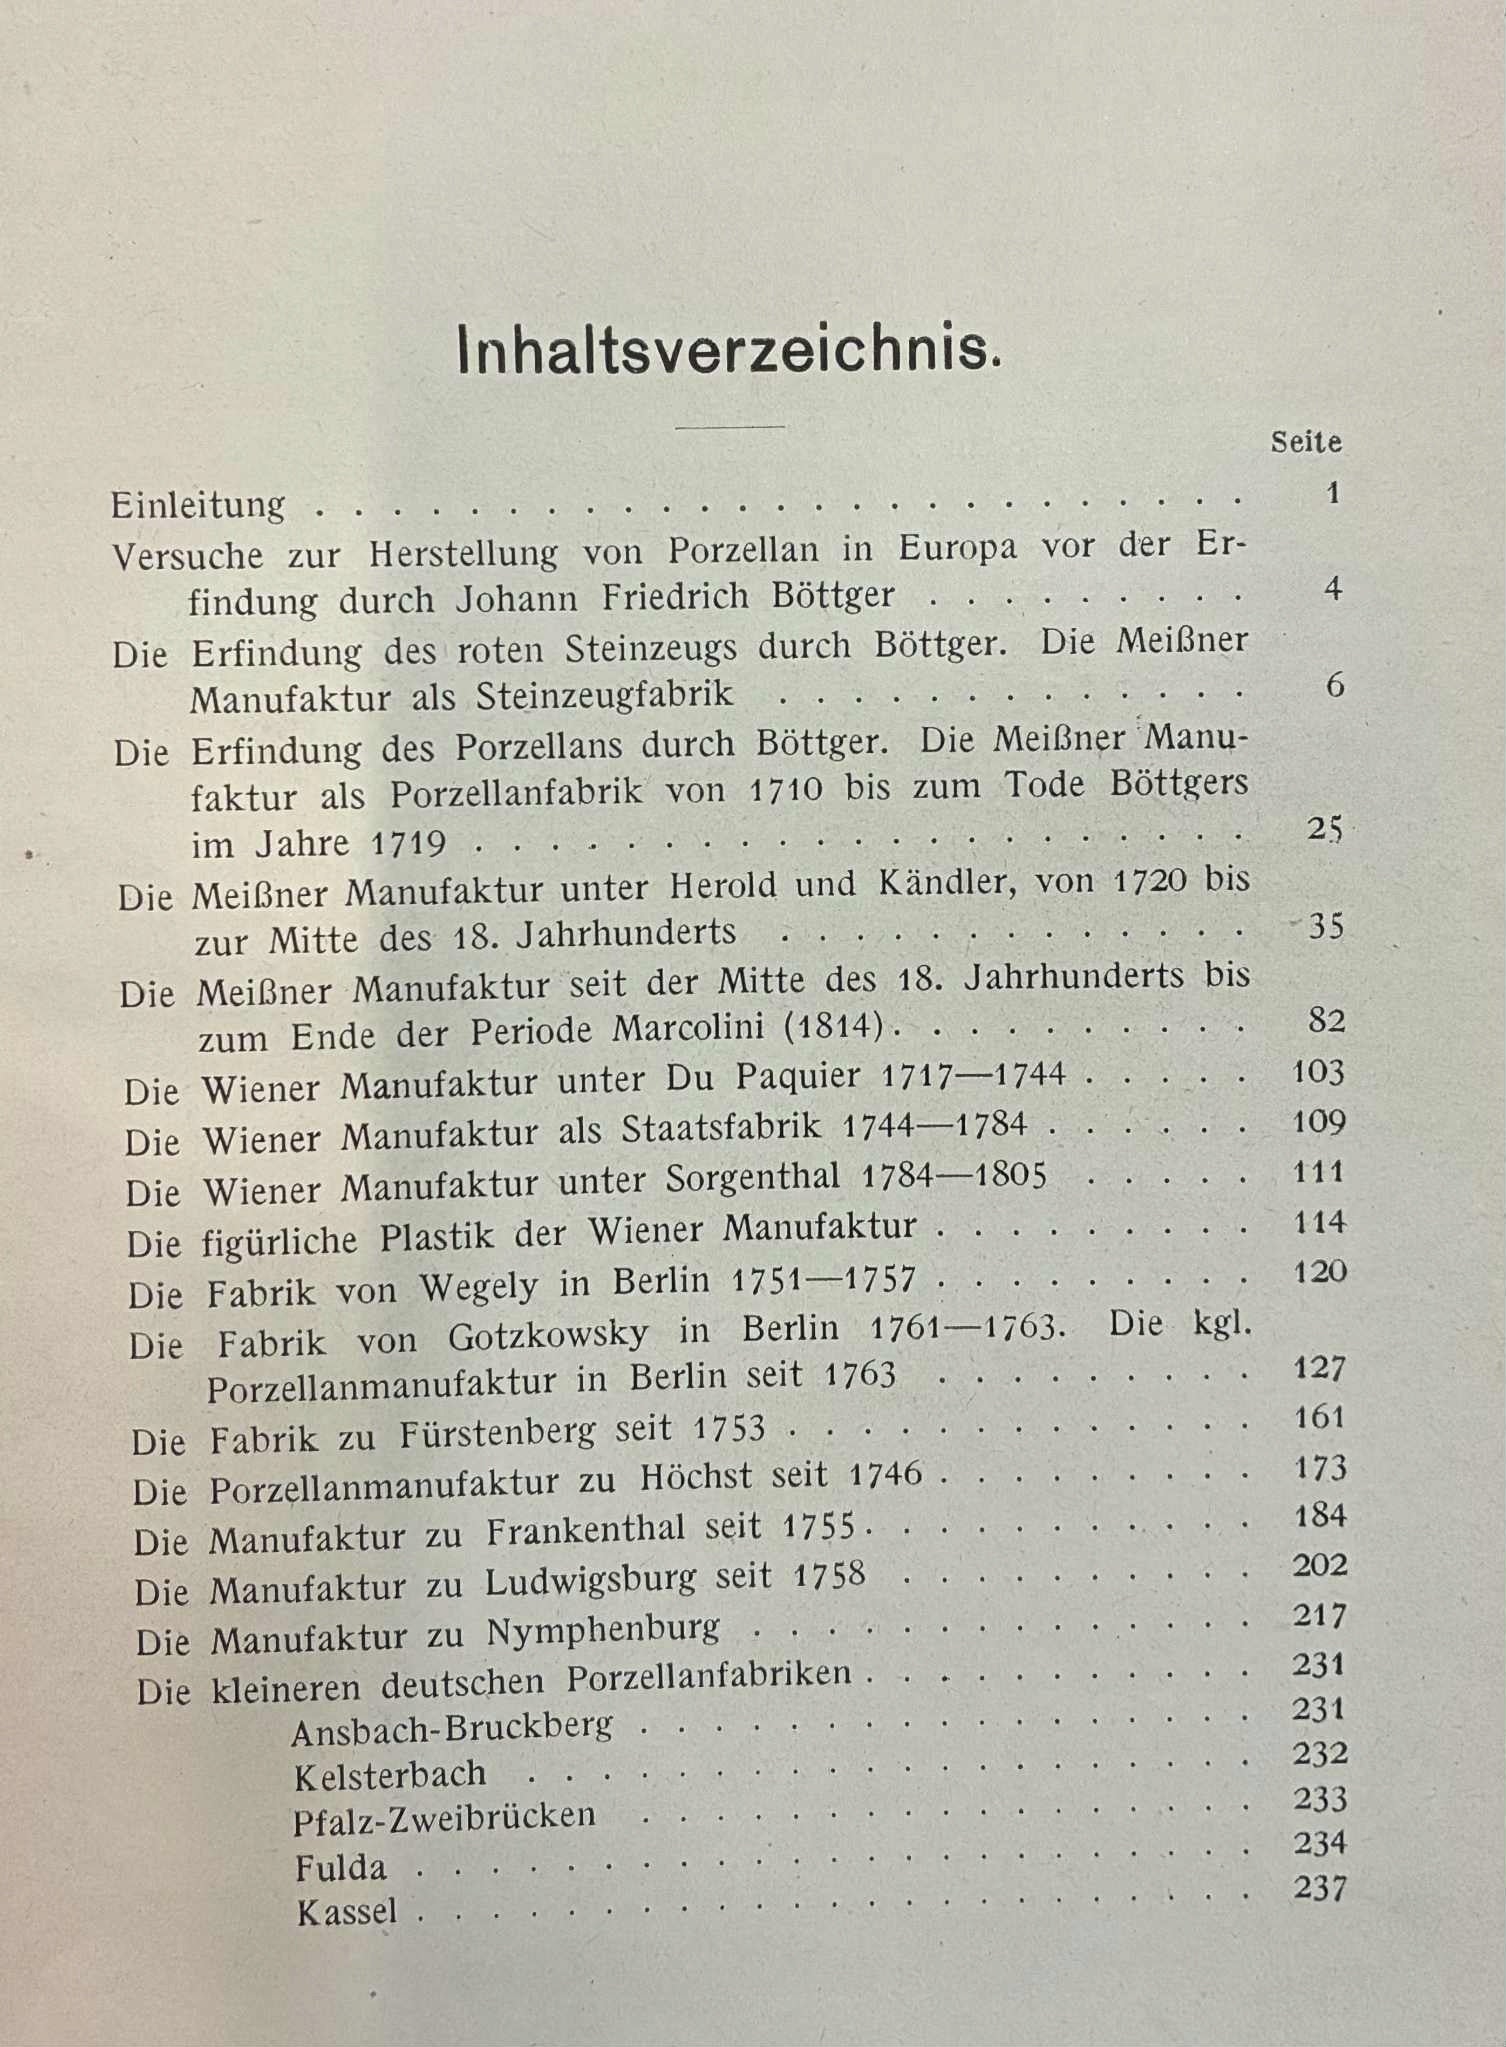 Inhaltsverzeichnis.
Seite
Einleitung . . . . . . . . . . . . . . . . . . . . . . . . . 1
Versuche zur Herstellung von Porzellan in Europa vor der Er-
findung durch Johann Friedrich Böttger . . . . . . . . . 4
Die Erfindung des roten Steinzeugs durch Böttger. Die Meißner
Manufaktur als Steinzeugfabrik . . . . . . . . . . . . . 6
Die Erfindung des Porzellans durch Böttger. Die Meißner Manu-
faktur als Porzellanfabrik von 1710 bis zum Tode Böttgers
im Jahre 1719 . . . . . . . . . . . . . . . . . . . . . 25
Die Meißner Manufaktur unter Herold und Kändler, von 1720 bis
zur Mitte des 18. Jahrhunderts . . . . . . . . . . . . . 35
Die Meißner Manufaktur seit der Mitte des 18. Jahrhunderts bis
zum Ende der Periode Marcolini (1814) . . . . . . . . . . 82
Die Wiener Manufaktur unter Du Paquier 1717—1744 . . . . . 103
Die Wiener Manufaktur als Staatsfabrik 1744—1784 . . . . . . 109
Die Wiener Manufaktur unter Sorgenthal 1784—1805 . . . . . 111
Die figürliche Plastik der Wiener Manufaktur . . . . . . . . . 114
Die Fabrik von Wegely in Berlin 1751—1757 . . . . . . . . . 120
Die Fabrik von Gotzkowsky in Berlin 1761—1763. Die kgl.
Porzellanmanufaktur in Berlin seit 1763 . . . . . . . . . 127
Die Fabrik zu Fürstenberg seit 1753 . . . . . . . . . . . . . 161
Die Porzellanmanufaktur zu Höchst seit 1746 . . . . . . . . . 173
Die Manufaktur zu Frankenthal seit 1755 . . . . . . . . . . . 184
Die Manufaktur zu Ludwigsburg seit 1758 . . . . . . . . . . 202
Die Manufaktur zu Nymphenburg . . . . . . . . . . . . . . 217
Die kleineren deutschen Porzellanfabriken . . . . . . . . . . . 231
Ansbach-Bruckberg . . . . . . . . . . . . . . . . 231
Kelsterbach . . . . . . . . . . . . . . . . . . . 232
Pfalz-Zweibrücken . . . . . . . . . . . . . . . . 233
Fulda . . . . . . . . . . . . . . . . . . . . . . 234
Kassel . . . . . . . . . . . . . . . . . . . . . . 237